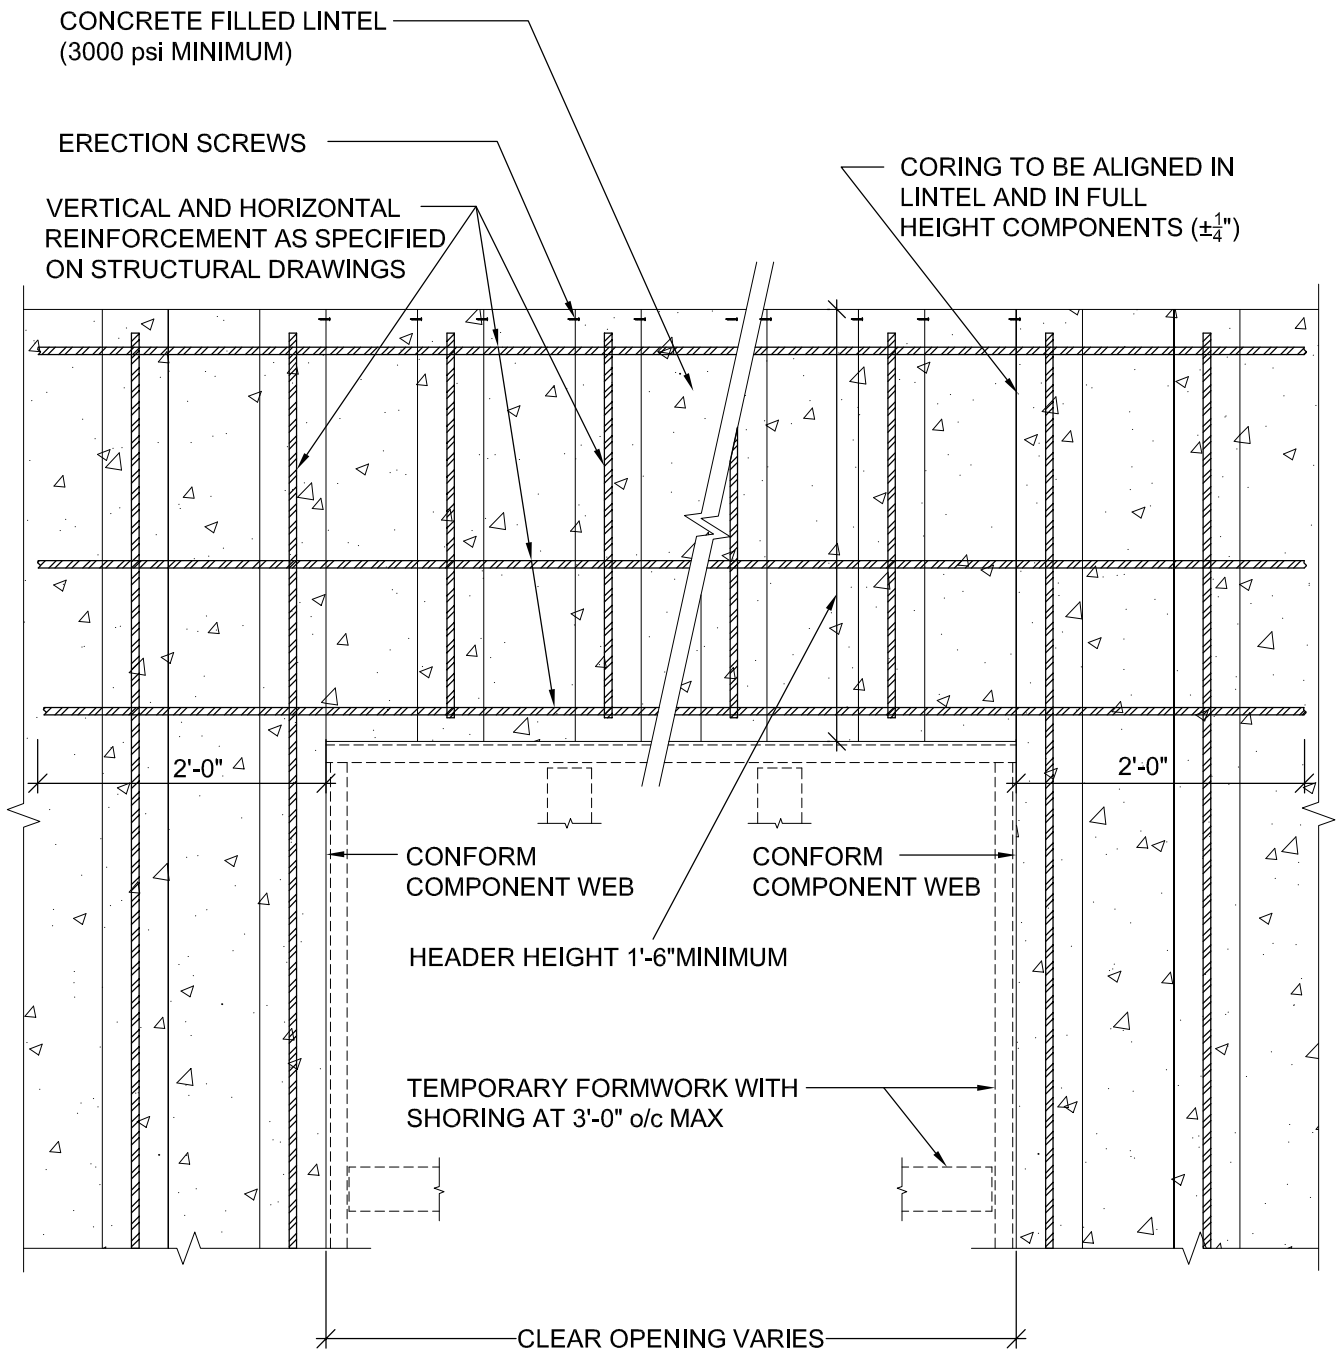 CONCRETE FILLED LINTEL
(3000 psi MINIMUM)
ERECTION SCREWS
VERTICAL AND HORIZONTAL
REINFORCEMENT AS SPECIFIED
ON STRUCTURAL DRAWINGS
CORING TO BE ALIGNED IN
LINTEL AND IN FULL
HEIGHT COMPONENTS (±1/4")
2'-0"
2'-0"
CONFORM
COMPONENT WEB
CONFORM
COMPONENT WEB
HEADER HEIGHT 1'-6"MINIMUM
TEMPORARY FORMWORK WITH
SHORING AT 3'-0" o/c MAX
CLEAR OPENING VARIES